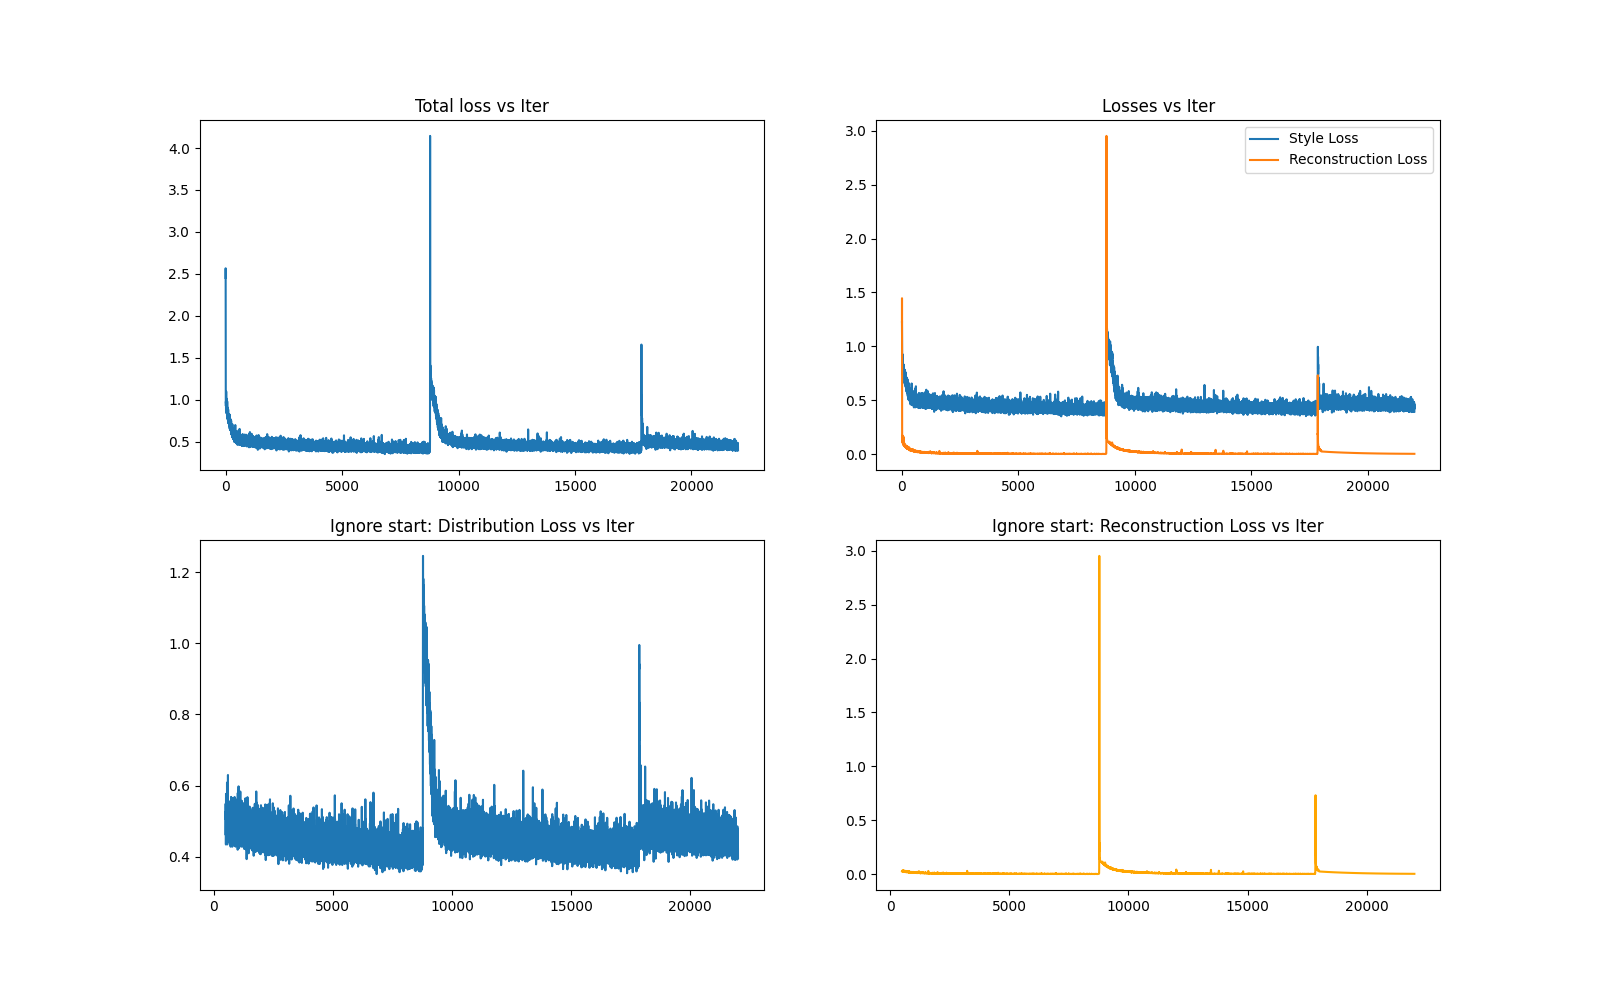 Total loss vs Iter
4.0
3.5
3.0
2.5
2.0
1.5
1.0
0.5
0 5000 10000 15000 20000
Losses vs Iter
Style Loss
Reconstruction Loss
3.0
2.5
2.0
1.5
1.0
0.5
0.0
0 5000 10000 15000 20000
Ignore start: Distribution Loss vs Iter
1.2
1.0
0.8
0.6
0.4
0 5000 10000 15000 20000
Ignore start: Reconstruction Loss vs Iter
3.0
2.5
2.0
1.5
1.0
0.5
0.0
0 5000 10000 15000 20000